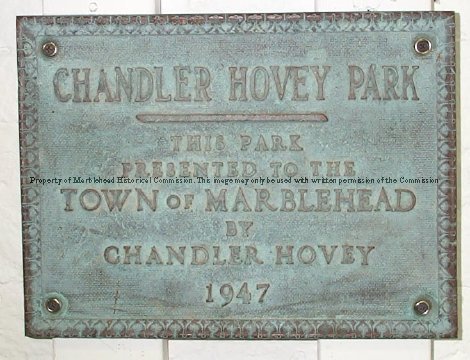 CHANDLER HOVEY PARK
THIS PARK
PRESENTED TO THE
Property of Marblehead Historical Commission. This image may only be used with written permission of the Commission
TOWN OF MARBLEHEAD
BY
CHANDLER HOVEY
1947